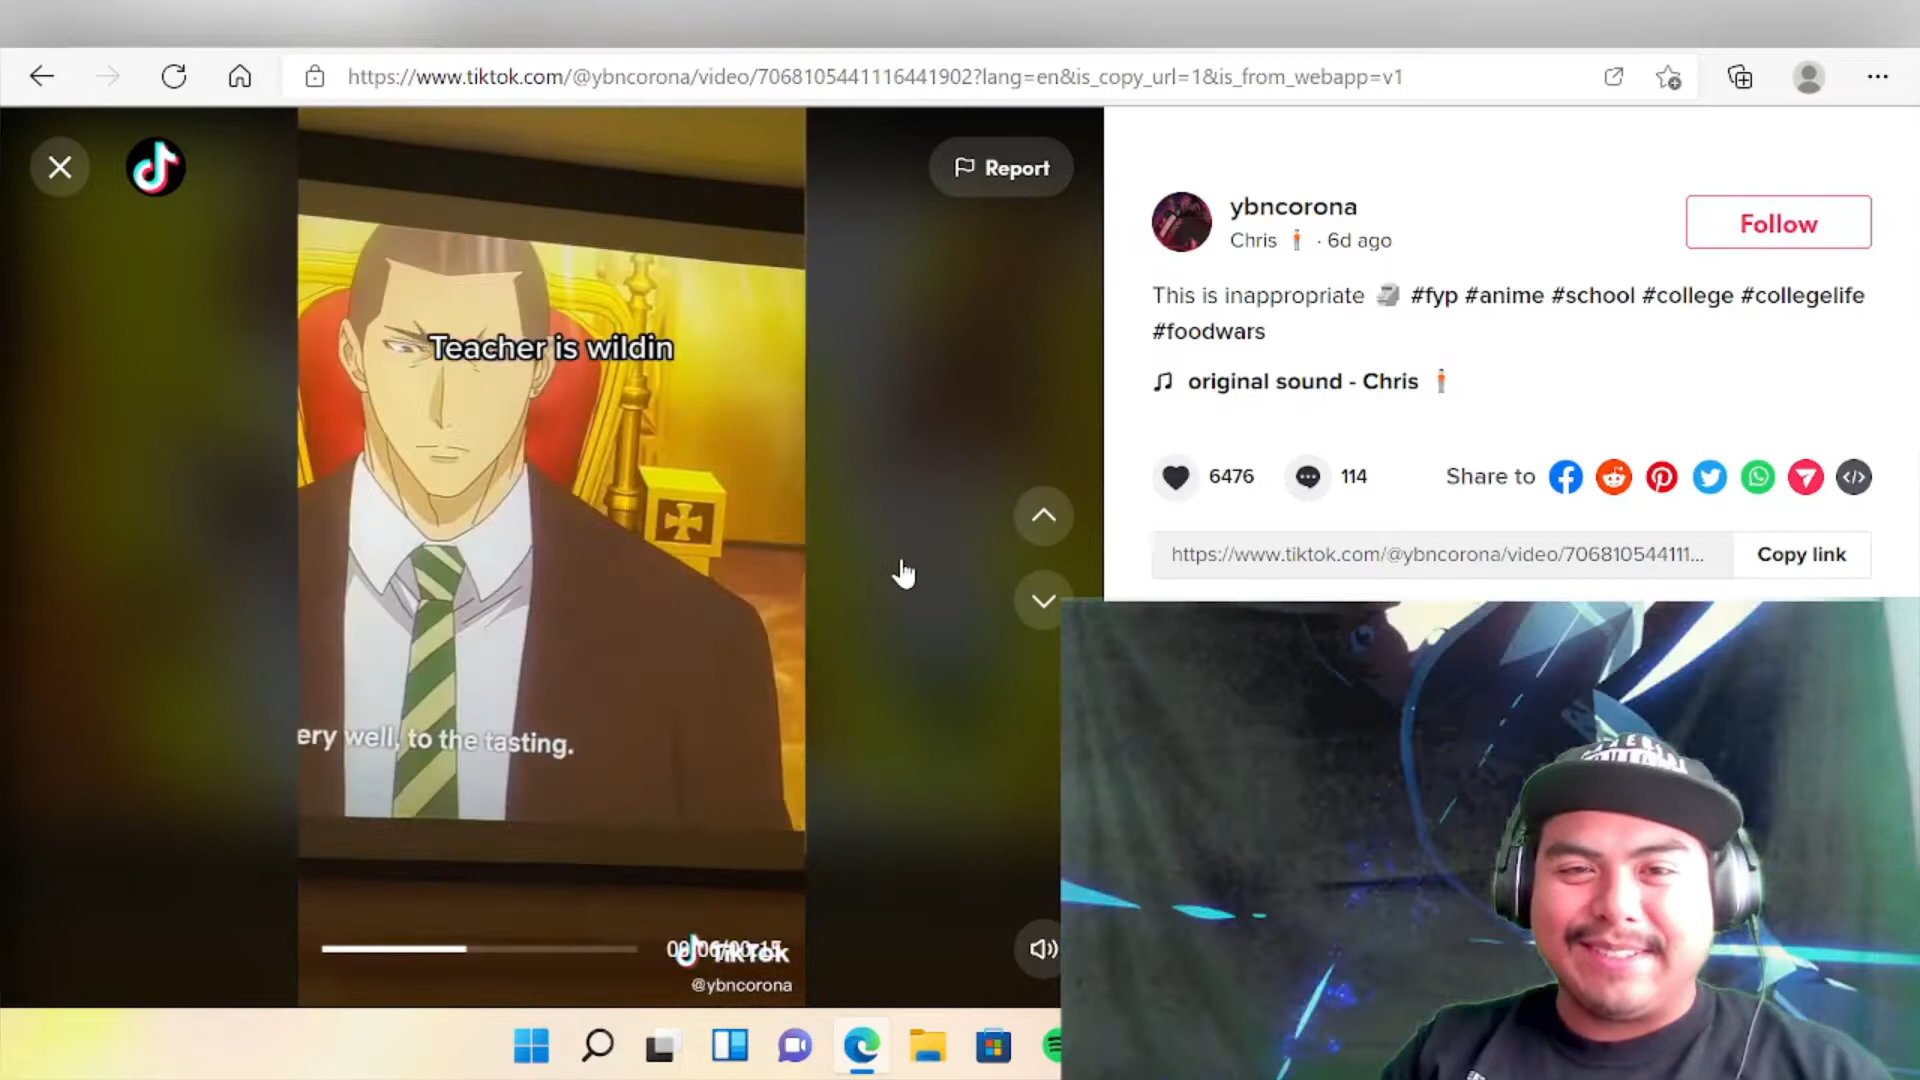 https://www.tiktok.com/@ybncorona/video/7068105441116441902?lang=en&is_copy_url=1&is_from_webapp=v1
Report
Teacher is wildin
ery well, to the tasting.
TikTok
@ybncorona
ybncorona
Chris · 6d ago
Follow
This is inappropriate #fyp #anime #school #college #collegelife
#foodwars
original sound - Chris
6476
114
Share to
https://www.tiktok.com/@ybncorona/video/706810544111...
Copy link